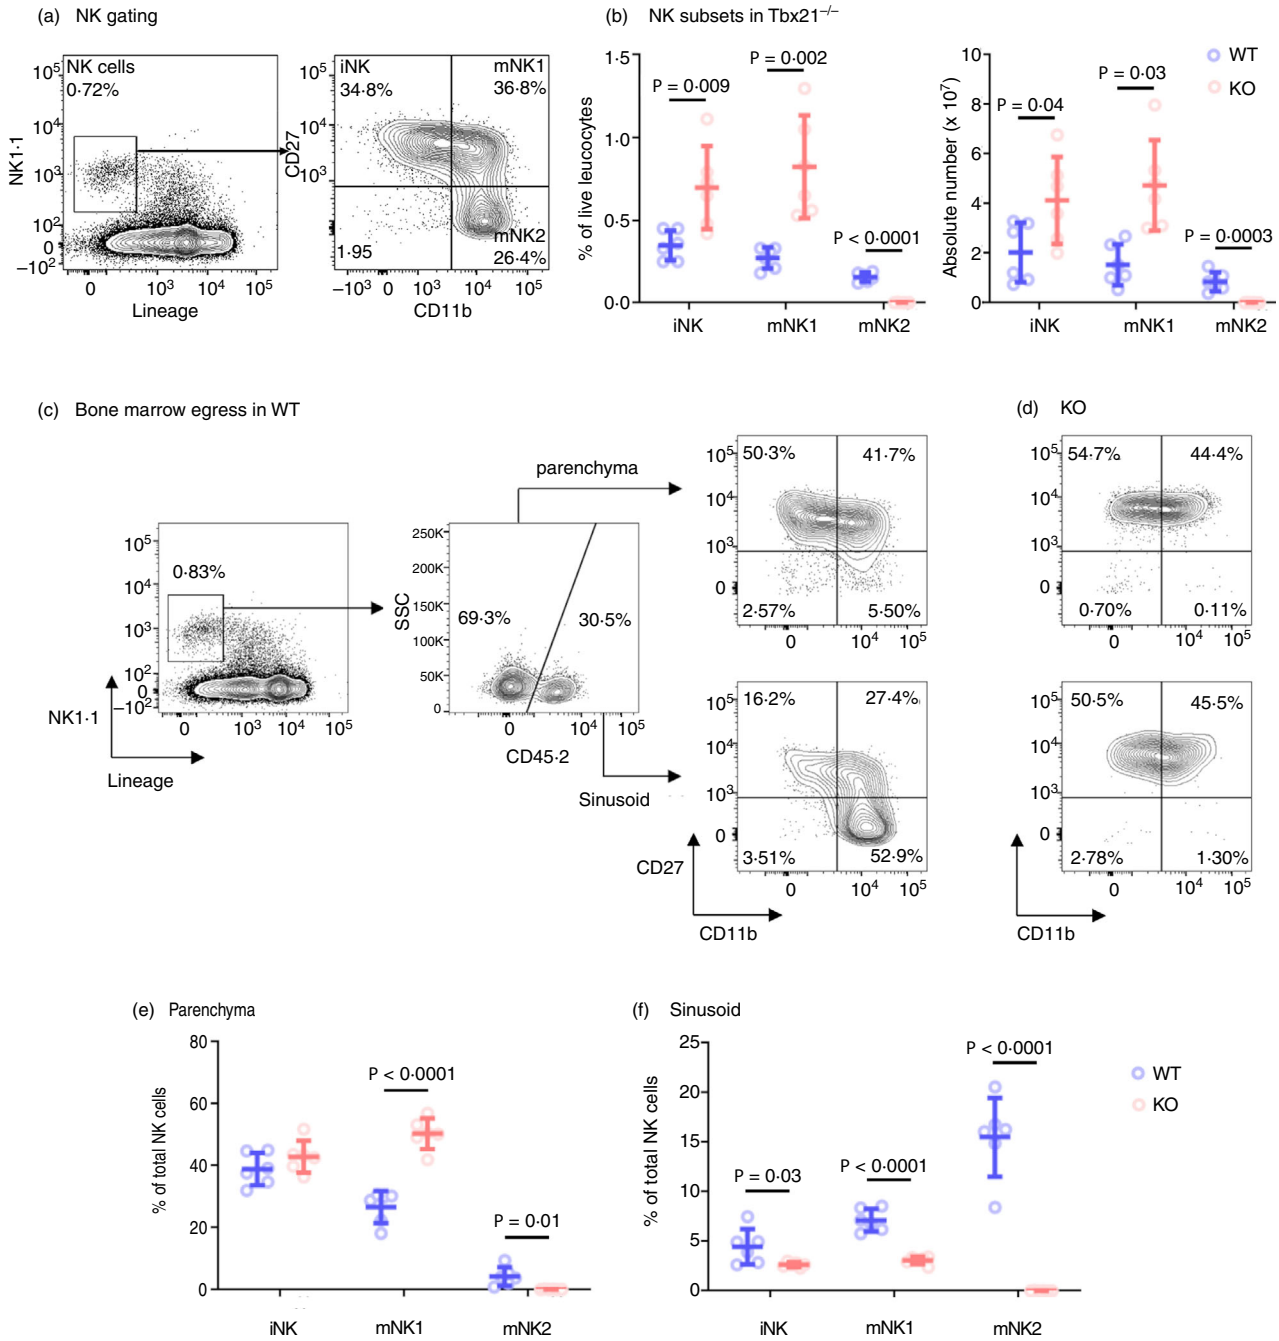 (a) NK gating
NK cells
0·72%
NK1·1
10⁵
10⁴
10³
10²
0
–10²
0 10³ 10⁴ 10⁵
Lineage
iNK
34·8%
mNK1
36·8%
1·95
mNK2
26·4%
CD27
10⁵
10⁴
10³
0
–10³ 0 10³ 10⁴ 10⁵
CD11b
(b) NK subsets in Tbx21⁻/⁻
% of live leucocytes
1·5
1·0
0·5
0·0
P = 0·009
P = 0·002
P < 0·0001
iNK mNK1 mNK2
Absolute number (x 10⁷)
10
8
6
4
2
0
P = 0·04
P = 0·03
P = 0·0003
iNK mNK1 mNK2
WT
KO
(c) Bone marrow egress in WT
0·83%
10⁵
10⁴
10³
10²
0
–10²
10³ 10⁴ 10⁵
NK1·1
Lineage
SSC
250K
200K
150K
100K
50K
0
69·3%
30·5%
0 10⁴ 10⁵
CD45·2
parenchyma
Sinusoid
50·3%
41·7%
2·57%
5·50%
10⁵
10⁴
10³
0
0 10⁴ 10⁵
16·2%
27·4%
3·51%
52·9%
10⁵
10⁴
10³
0
0 10⁴ 10⁵
CD27
CD11b
(d) KO
54·7%
44·4%
0·70%
0·11%
10⁵
10⁴
10³
0
0 10⁴ 10⁵
50·5%
45·5%
2·78%
1·30%
10⁵
10⁴
10³
0
0 10⁴ 10⁵
CD11b
(e) Parenchyma
% of total NK cells
80
60
40
20
0
P < 0·0001
P = 0·01
iNK mNK1 mNK2
(f) Sinusoid
% of total NK cells
25
20
15
10
5
0
P = 0·03
P < 0·0001
P < 0·0001
iNK mNK1 mNK2
WT
KO